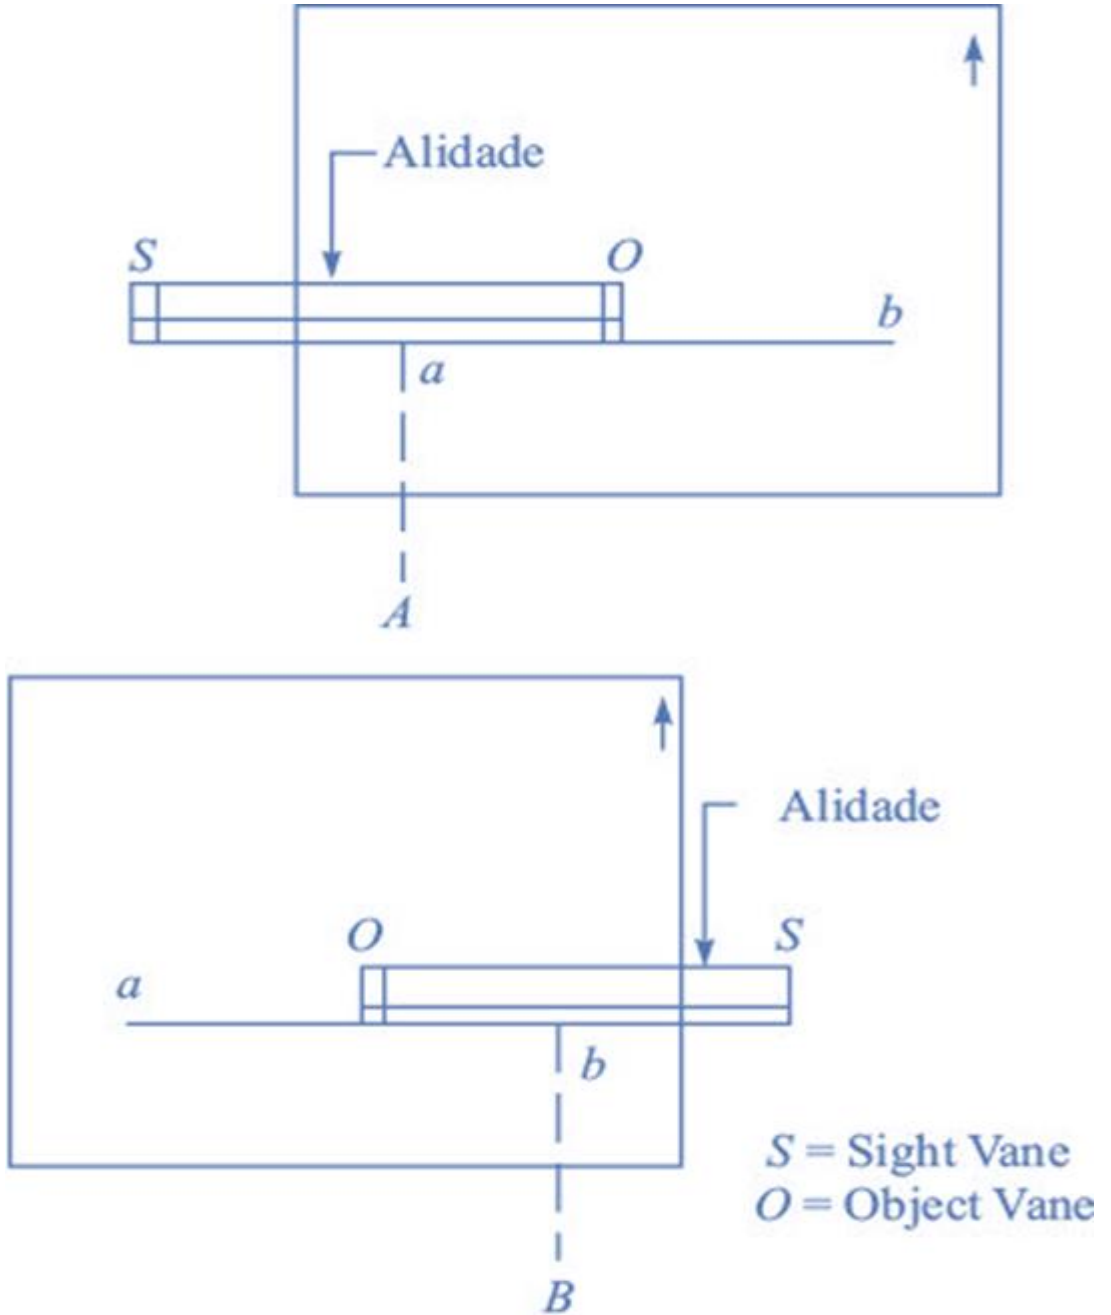 Alidade
S
O
b
a
A
Alidade
O
S
a
b
S = Sight Vane
O = Object Vane
B